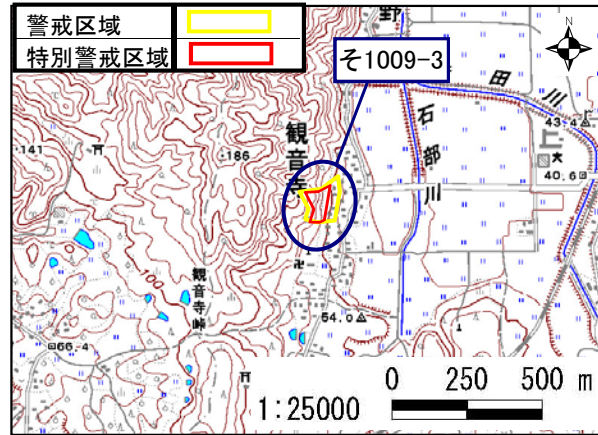 警戒区域
特別警戒区域
野
そ1009-3
N
田川
石部川
観音寺
43.4
上大
40.6
・141
・186
100
観音寺峠
54.0
66.4
0 250 500 m
1:25000